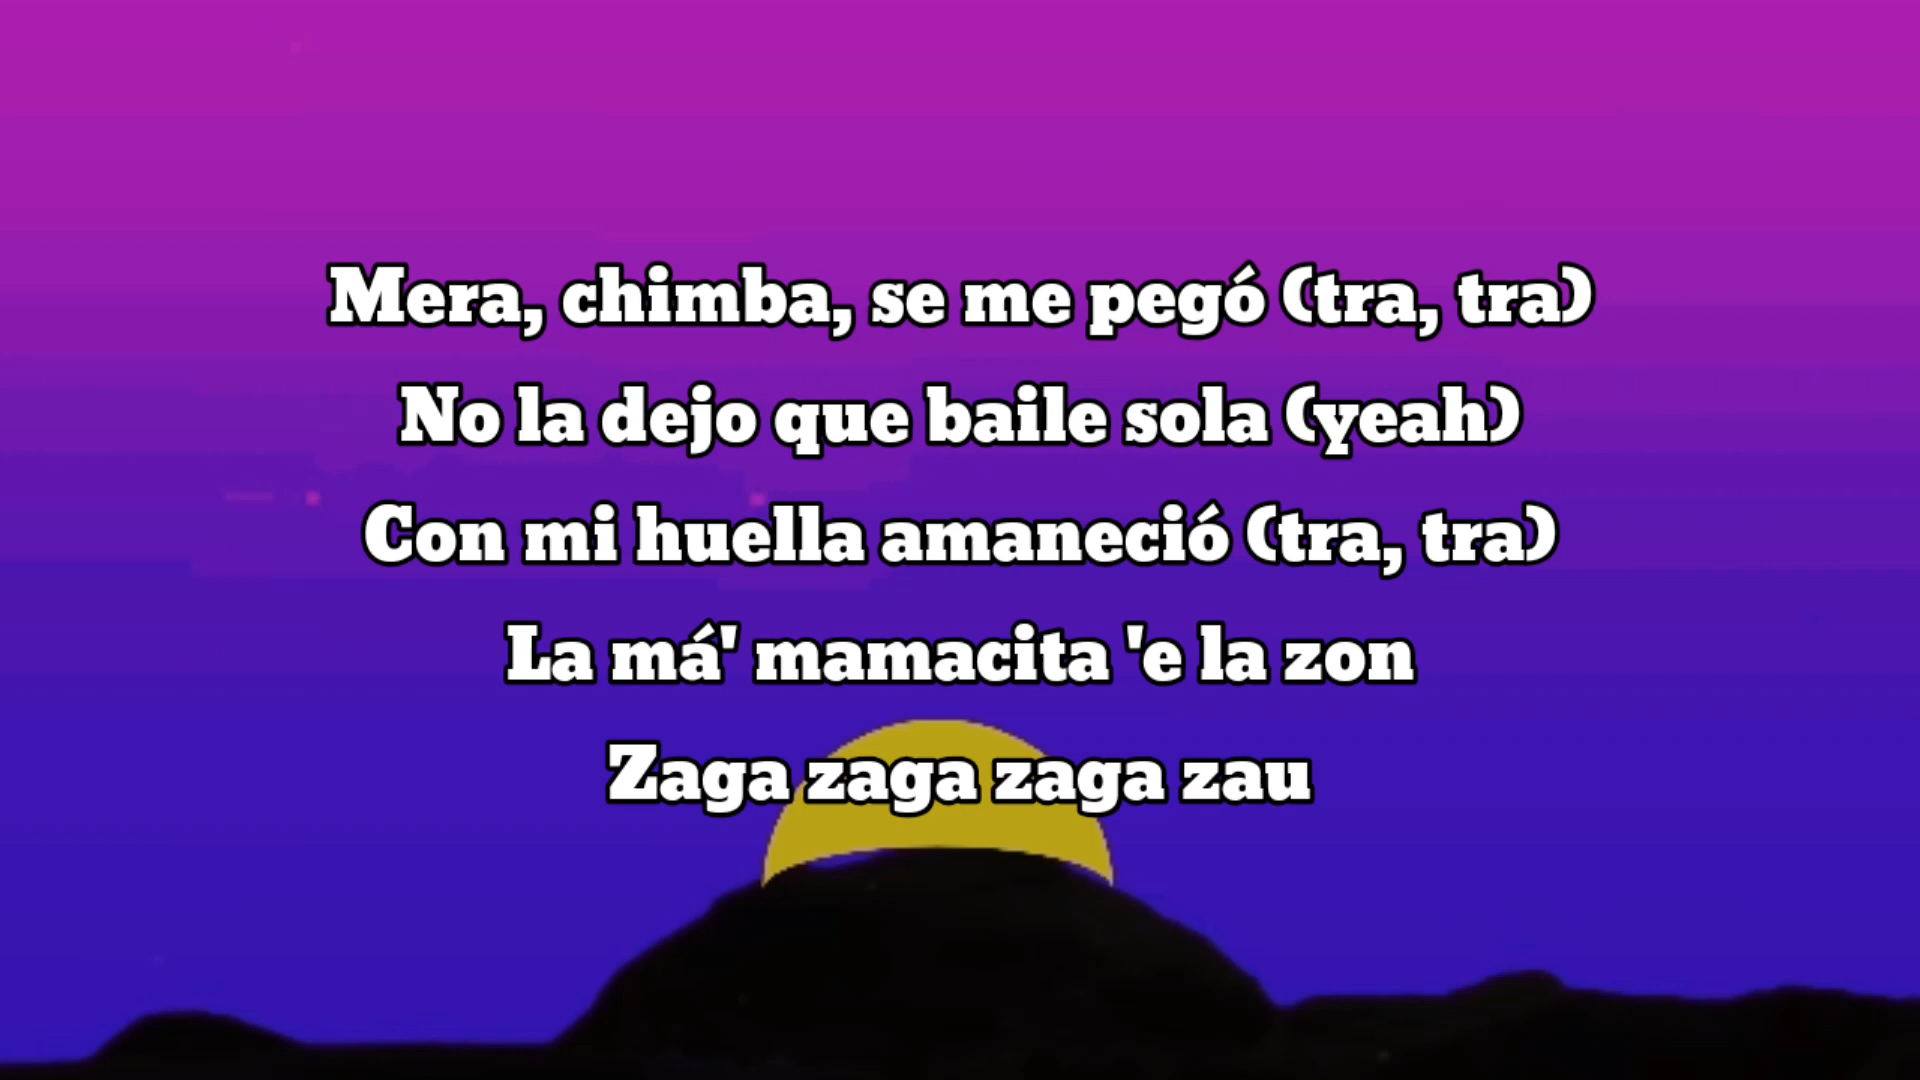 Mera, chimba, se me pegó (tra, tra)
No la dejo que baile sola (yeah)
Con mi huella amaneció (tra, tra)
La má' mamacita 'e la zon
Zaga zaga zaga zau